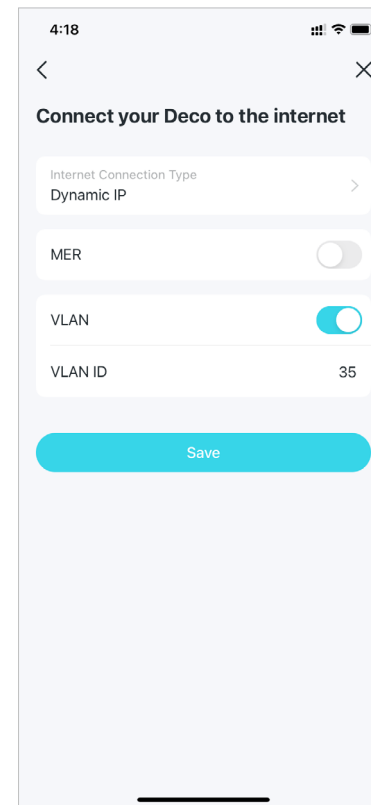 4:18
Connect your Deco to the internet
Internet Connection Type
Dynamic IP
MER
VLAN
VLAN ID 35
Save